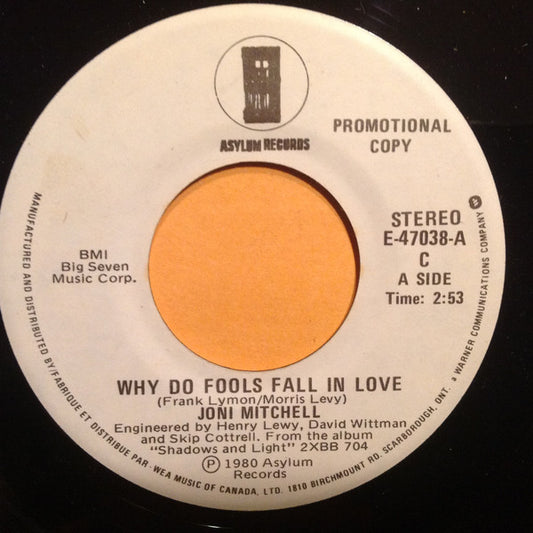 ASYLUM RECORDS
PROMOTIONAL
COPY
BMI
Big Seven
Music Corp.
STEREO
E-47038-A
C
A SIDE
Time: 2:53
WHY DO FOOLS FALL IN LOVE
(Frank Lymon/Morris Levy)
JONI MITCHELL
Engineered by Henry Lewy, David Wittman
and Skip Cottrell. From the album
"Shadows and Light" 2XBB 704
Ⓟ 1980 Asylum
Records
MANUFACTURED AND DISTRIBUTED BY/FABRIQUE ET DISTRIBUE PAR-WEA MUSIC OF CANADA, LTD. 1810 BIRCHMOUNT RD. SCARBOROUGH, ONT. a WARNER COMMUNICATIONS COMPANY